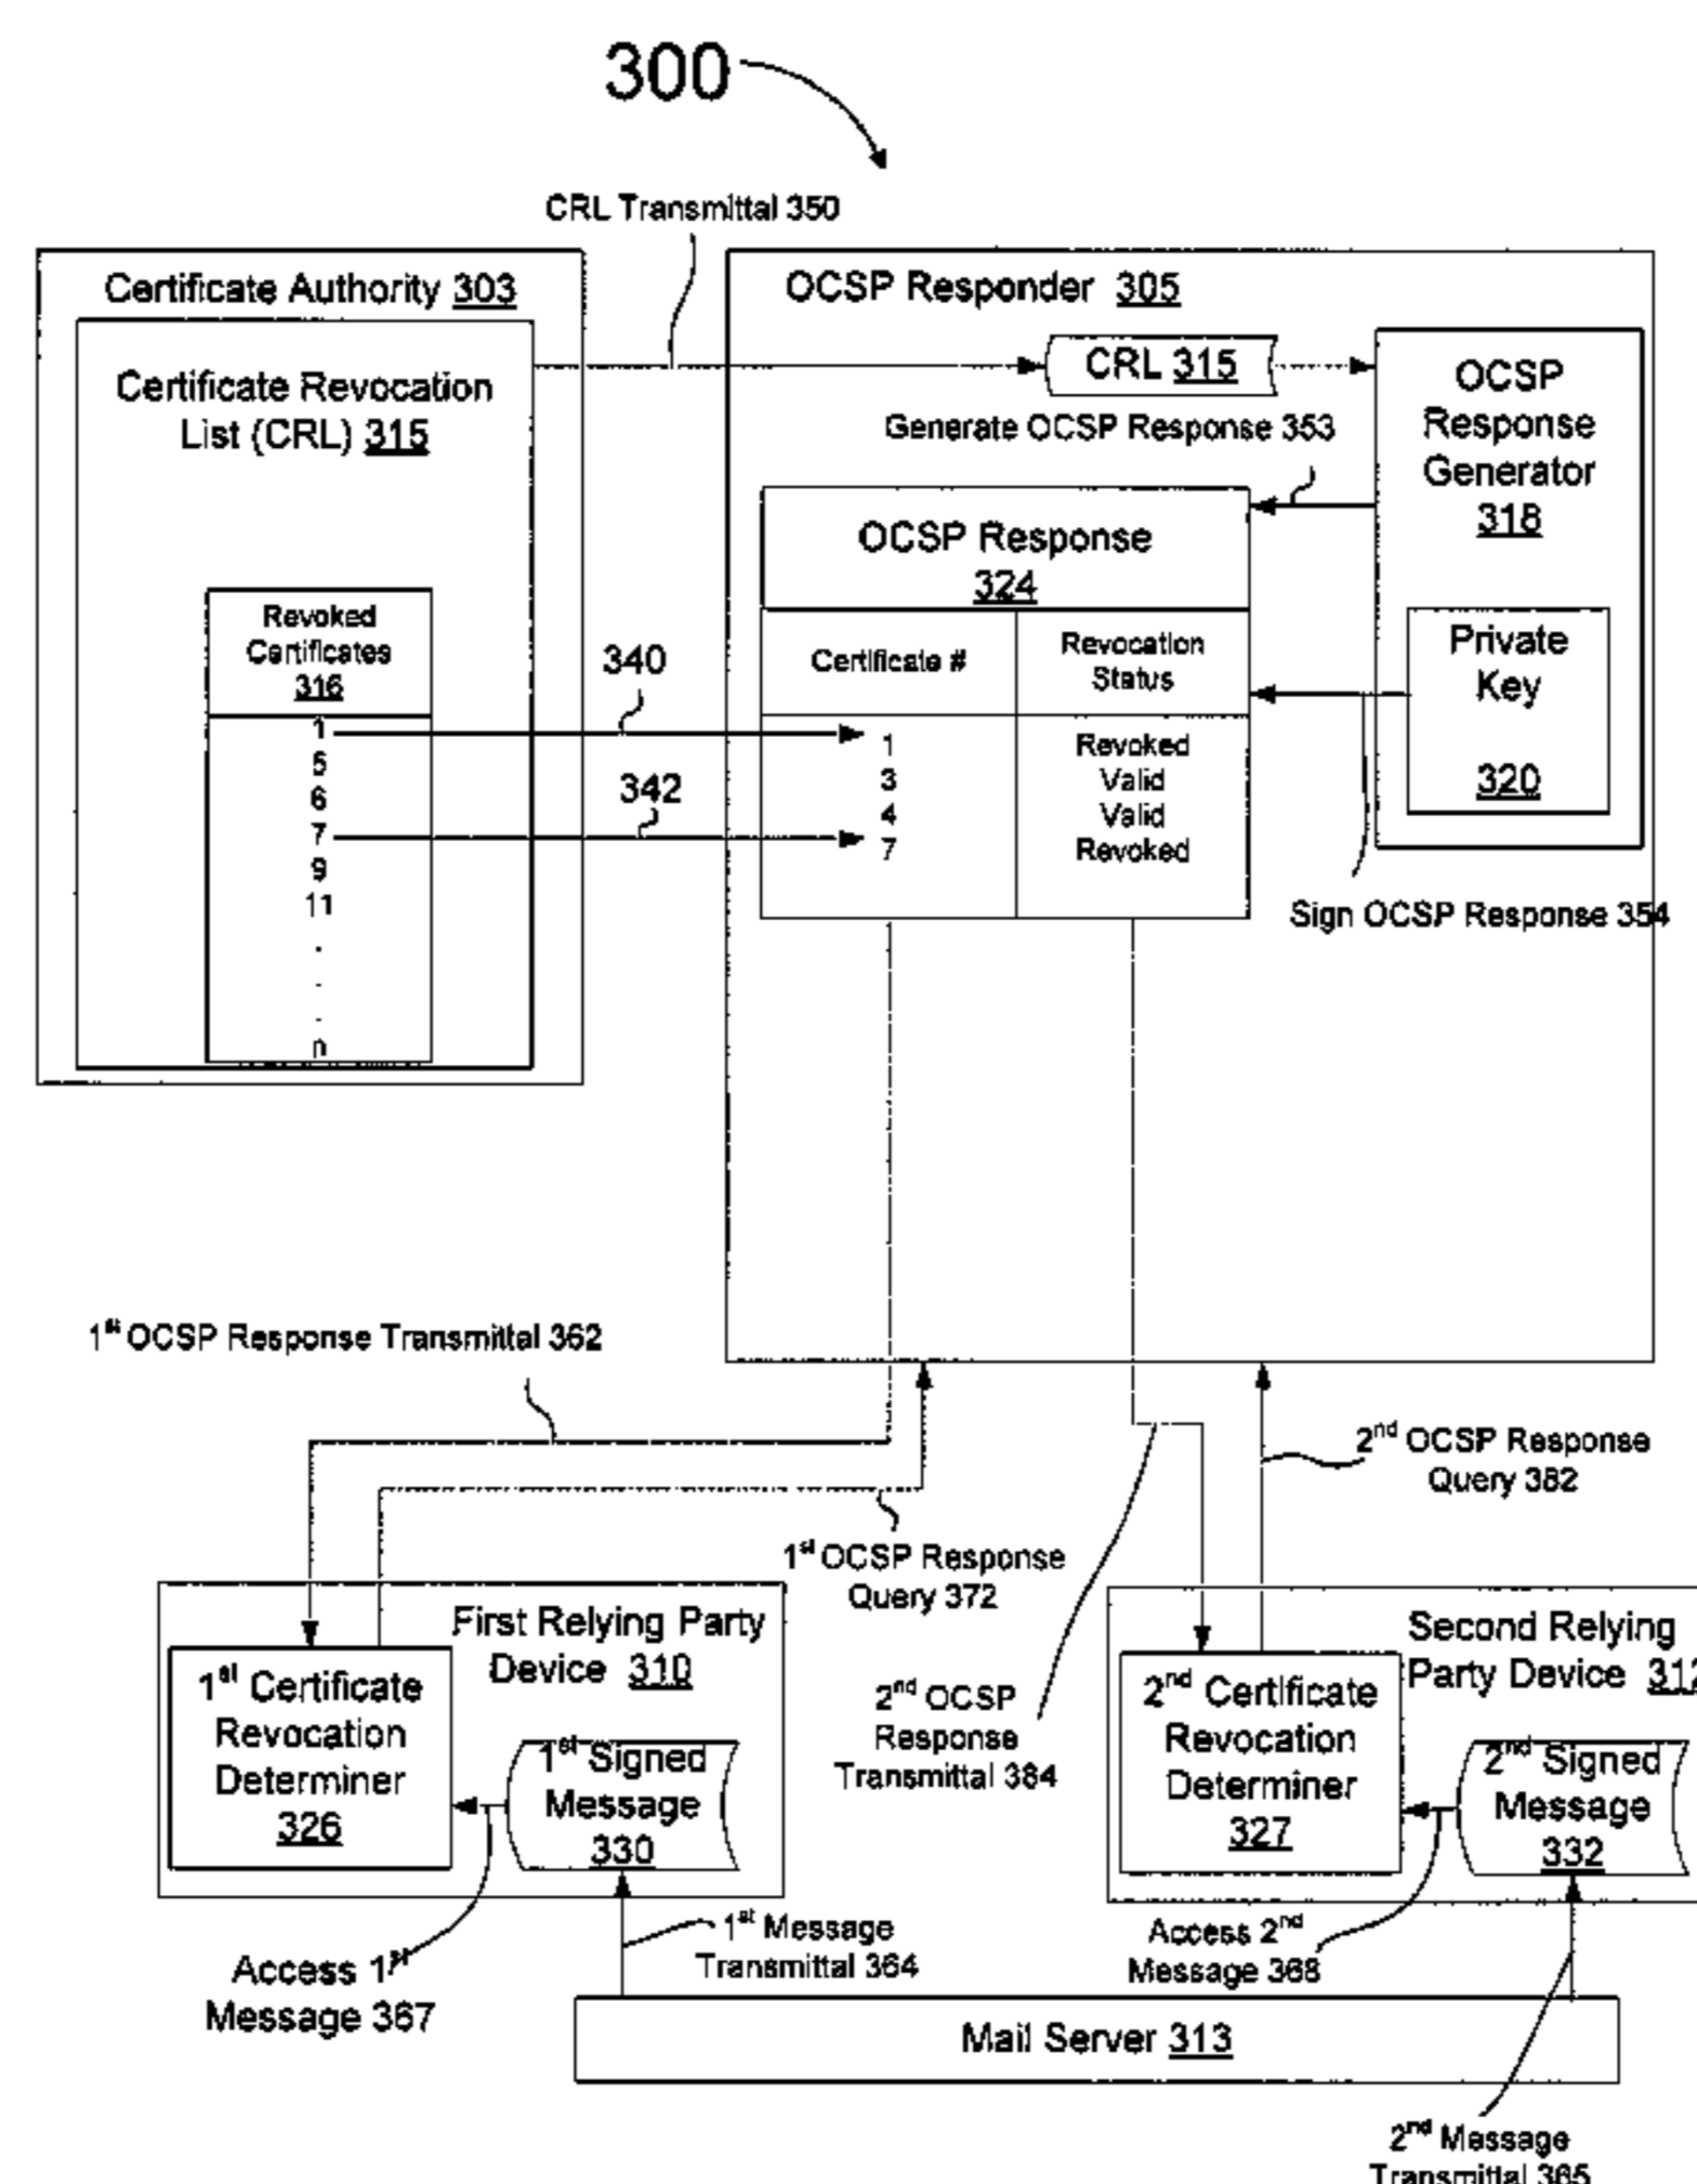 300
CRL Transmittal 350
Certificate Authority 303
Certificate Revocation
List (CRL) 315
Revoked
Certificates
316
1
5
6
7
9
11
.
.
.
n
340
342
OCSP Responder 305
CRL 315
Generate OCSP Response 353
OCSP
Response
Generator
318
Private
Key
320
OCSP Response
324
Certificate #
Revocation
Status
1 Revoked
3 Valid
4 Valid
7 Revoked
Sign OCSP Response 354
1st OCSP Response Transmittal 362
2nd OCSP Response
Query 382
1st OCSP Response
Query 372
First Relying Party
Device 310
1st Certificate
Revocation
Determiner
326
1st Signed
Message
330
2nd OCSP
Response
Transmittal 384
Second Relying
Party Device 312
2nd Certificate
Revocation
Determiner
327
2nd Signed
Message
332
Access 1st
Message 367
1st Message
Transmittal 364
Access 2nd
Message 368
Mail Server 313
2nd Message
Transmittal 365